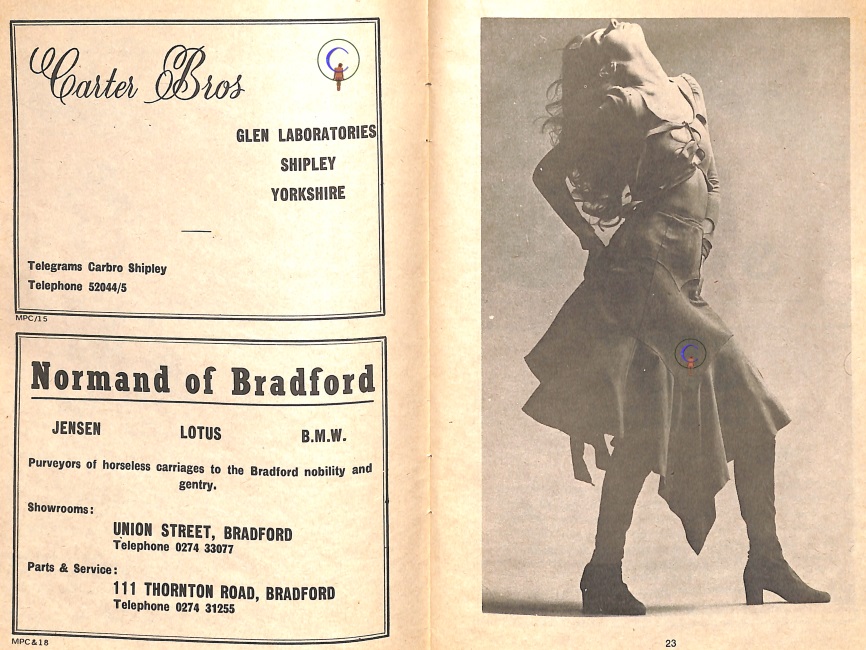 Carter Bros
GLEN LABORATORIES
SHIPLEY
YORKSHIRE
Telegrams Carbro Shipley
Telephone 52044/5
MPC/15
Normand of Bradford
JENSEN LOTUS B.M.W.
Purveyors of horseless carriages to the Bradford nobility and
gentry.
Showrooms:
UNION STREET, BRADFORD
Telephone 0274 33077
Parts & Service:
111 THORNTON ROAD, BRADFORD
Telephone 0274 31255
MPC&18
23